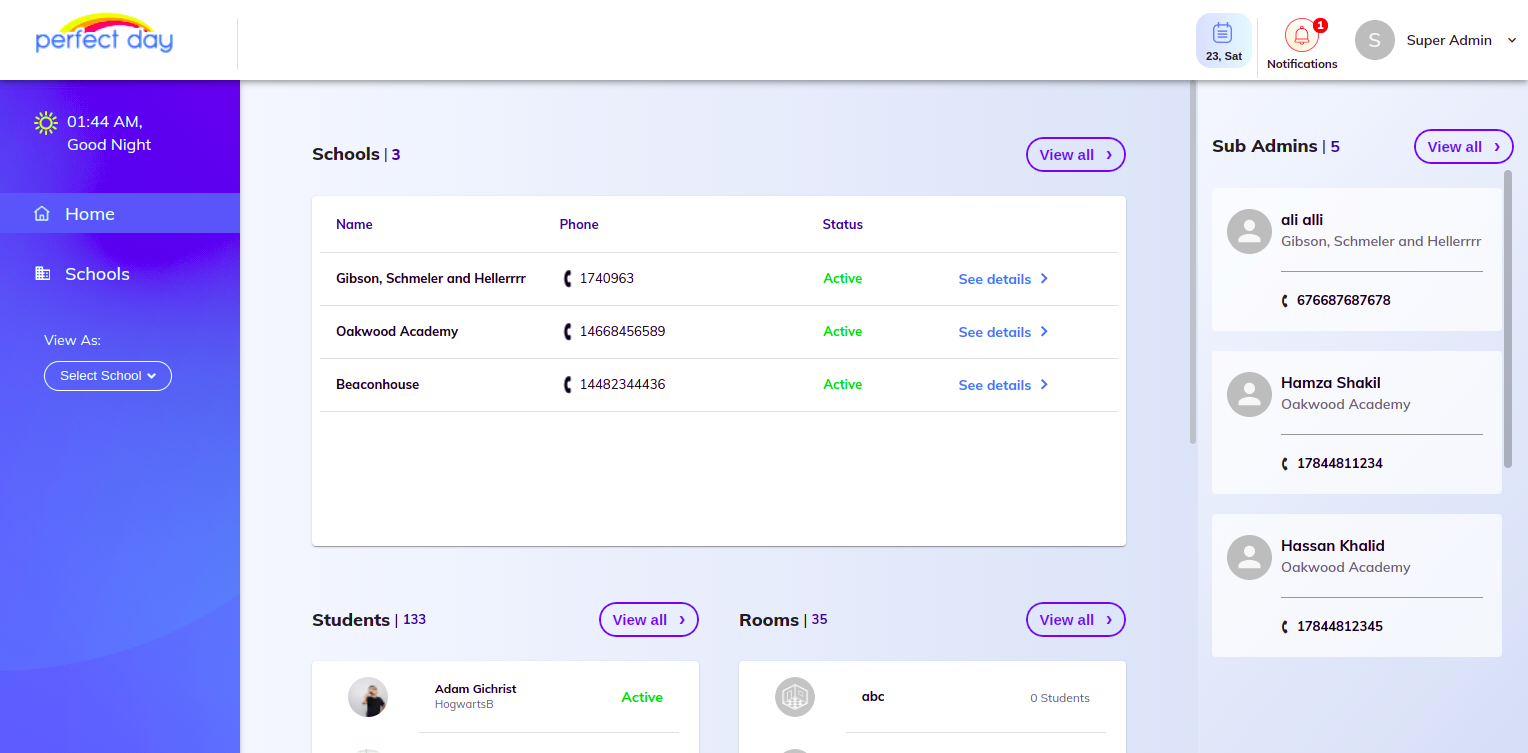 perfect day
23, Sat
1
Notifications
S
Super Admin
01:44 AM,
Good Night
Home
Schools
View As:
Select School
Schools | 3
View all
Name Phone Status
Gibson, Schmeler and Hellerrrr 1740963 Active See details
Oakwood Academy 14668456589 Active See details
Beaconhouse 14482344436 Active See details
Students | 133
View all
Adam Gichrist
HogwartsB
Active
Rooms | 35
View all
abc
0 Students
Sub Admins | 5
View all
ali alli
Gibson, Schmeler and Hellerrrr
676687687678
Hamza Shakil
Oakwood Academy
17844811234
Hassan Khalid
Oakwood Academy
17844812345